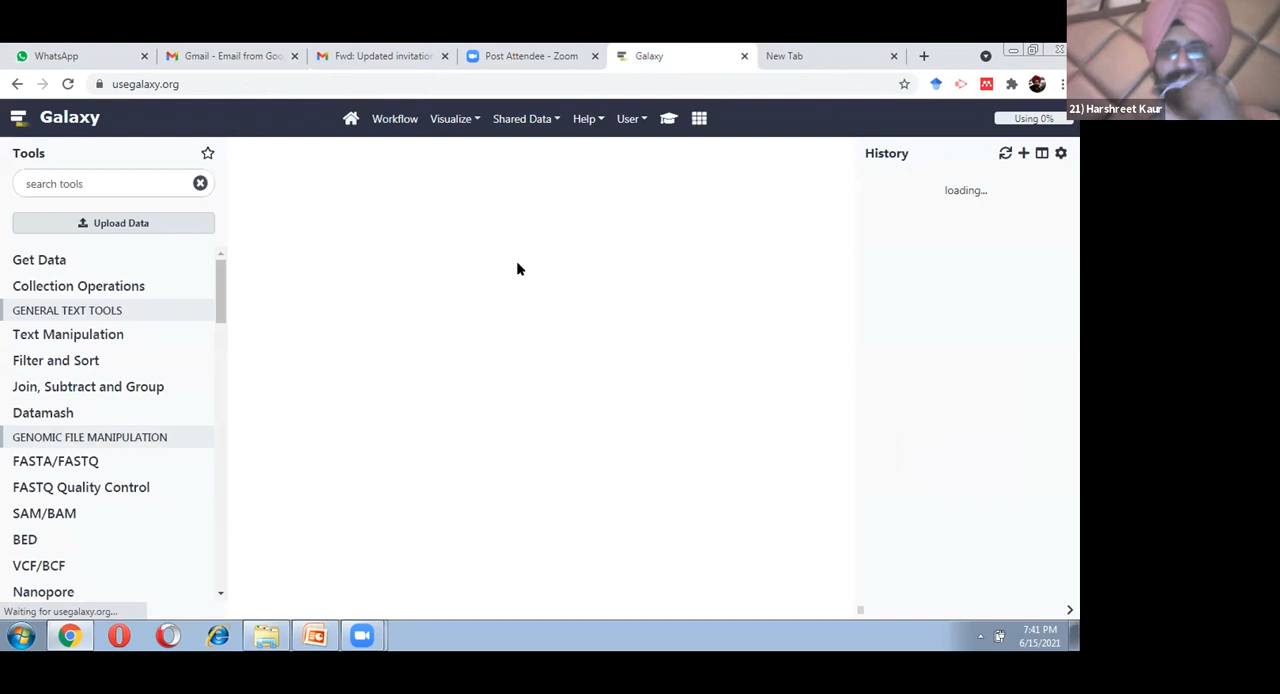 WhatsApp
Gmail - Email from Goo
Fwd: Updated invitation
Post Attendee - Zoom
Galaxy
New Tab
usegalaxy.org
21) Harshreet Kaur
Galaxy
Workflow
Visualize
Shared Data
Help
User
Using 0%
Tools
search tools
Upload Data
Get Data
Collection Operations
GENERAL TEXT TOOLS
Text Manipulation
Filter and Sort
Join, Subtract and Group
Datamash
GENOMIC FILE MANIPULATION
FASTA/FASTQ
FASTQ Quality Control
SAM/BAM
BED
VCF/BCF
Nanopore
History
loading...
Waiting for usegalaxy.org...
7:41 PM
6/15/2021